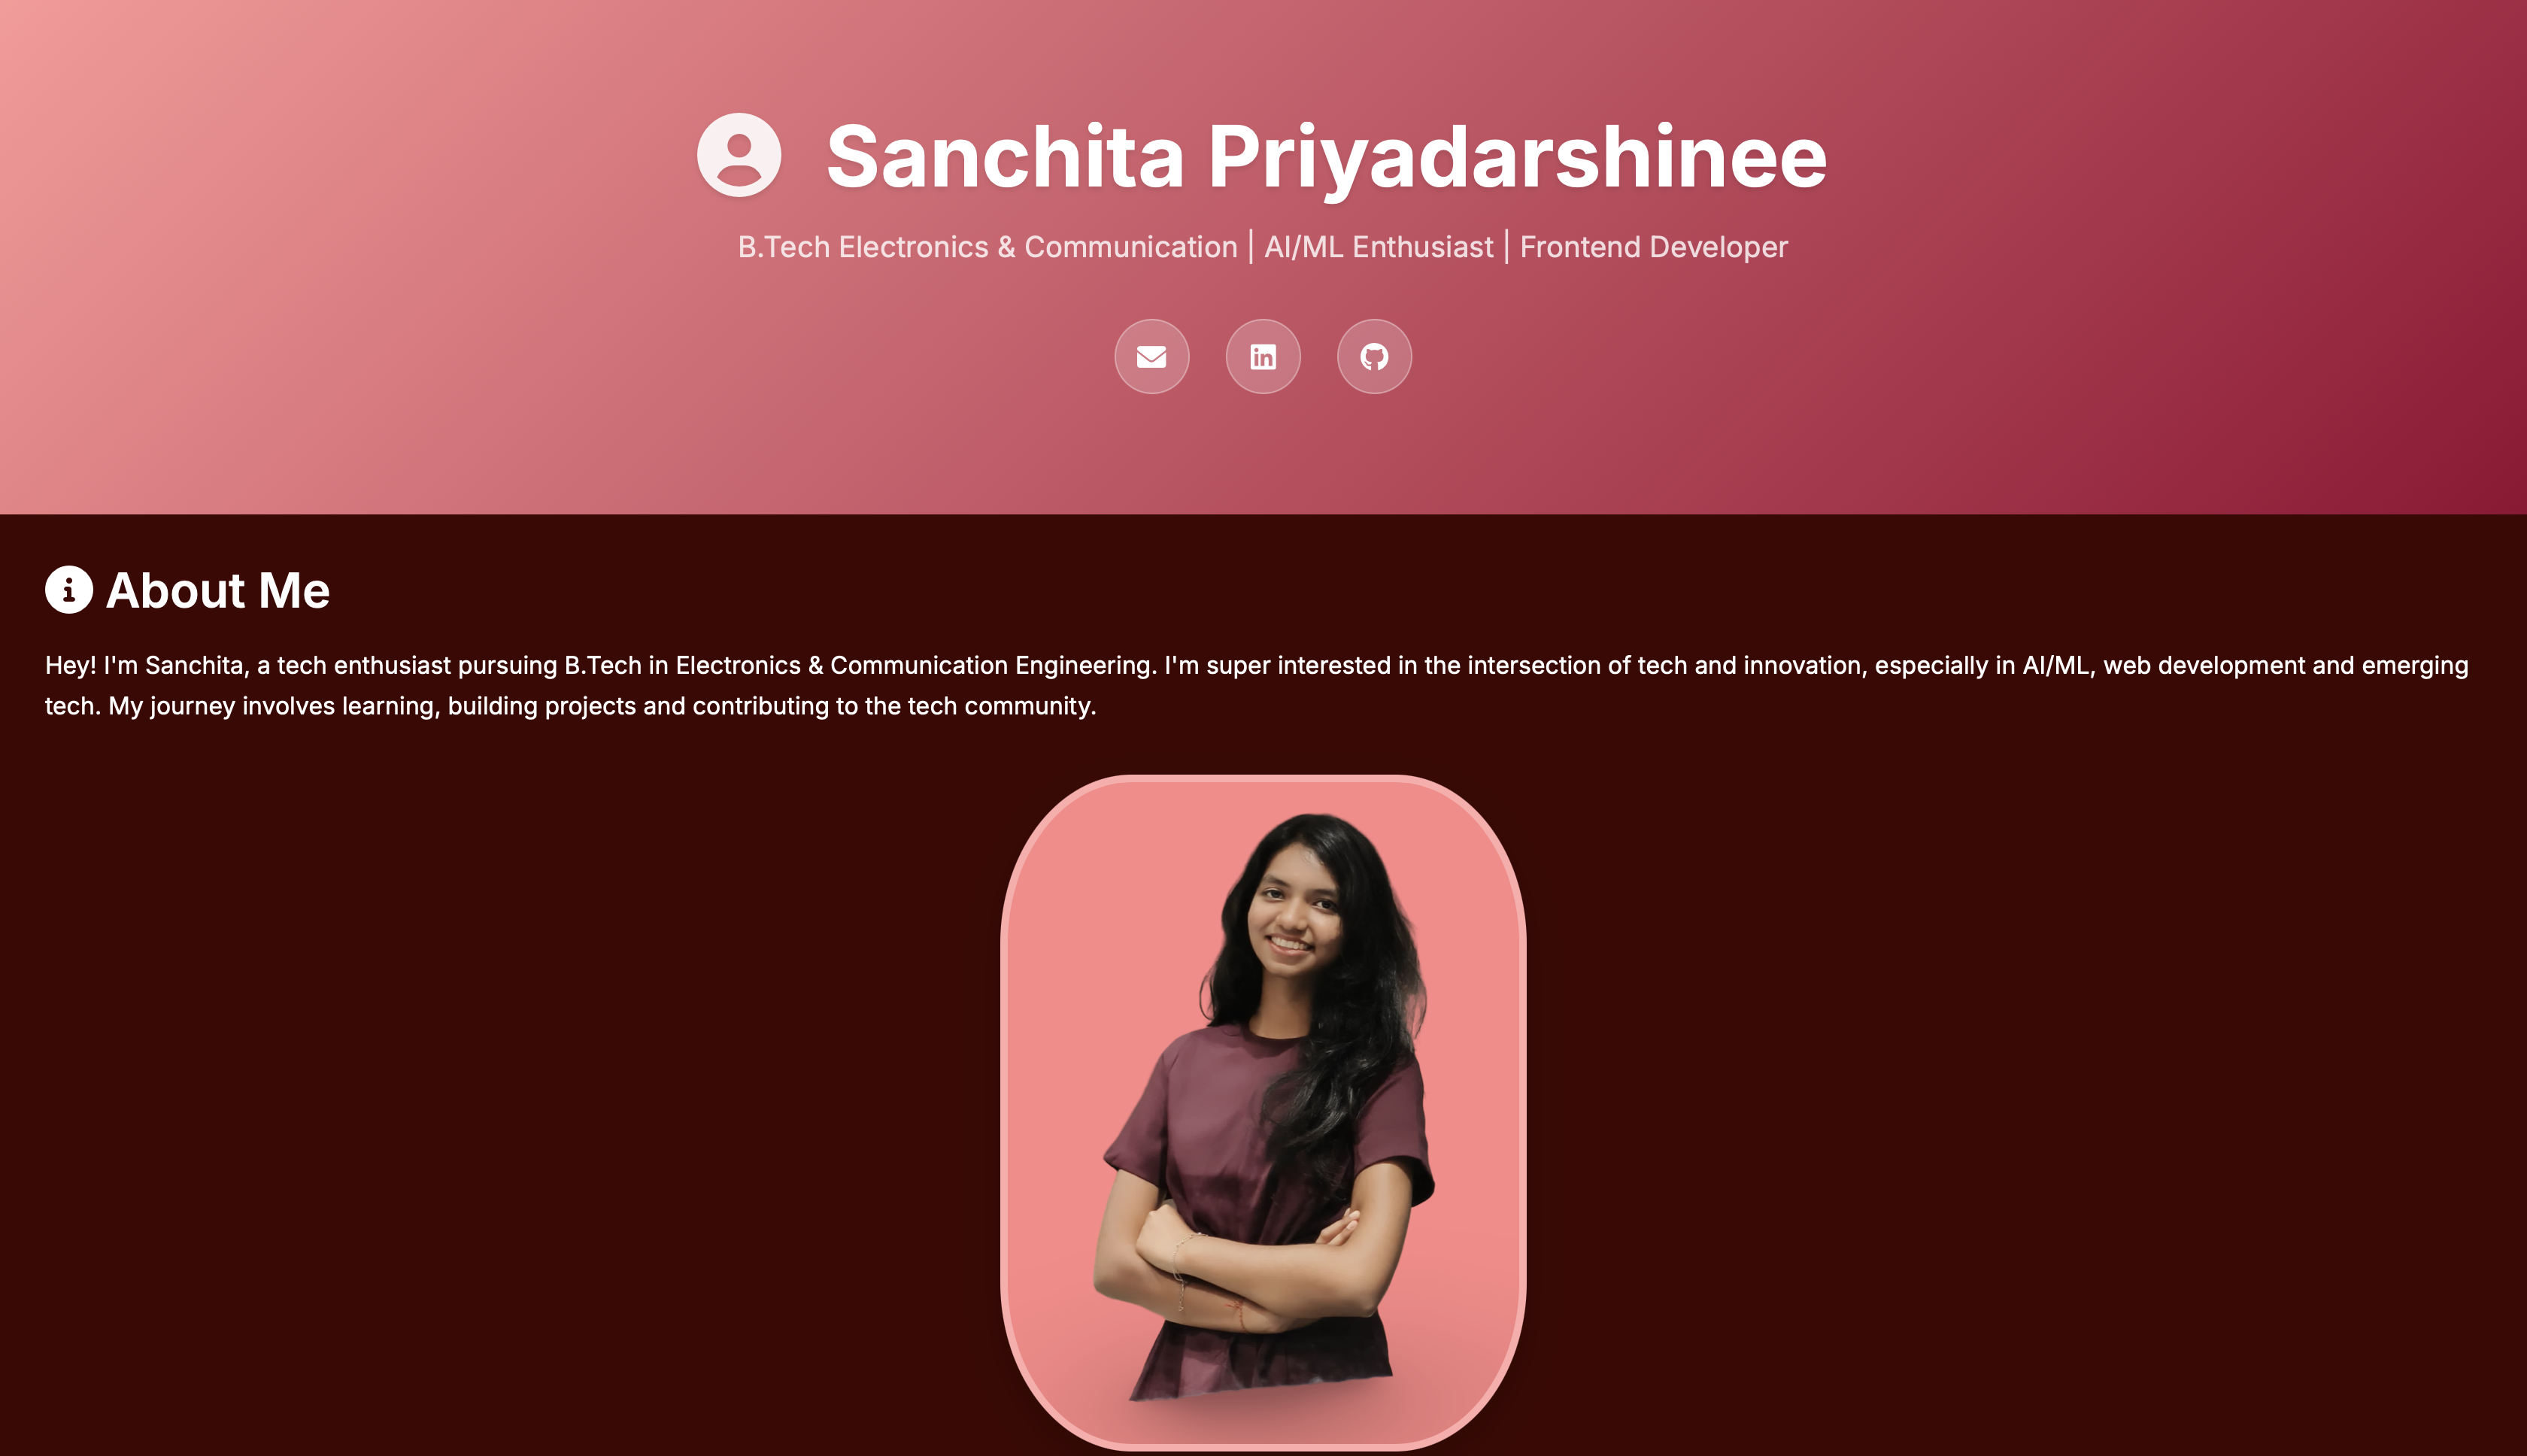 Sanchita Priyadarshinee
B.Tech Electronics & Communication | AI/ML Enthusiast | Frontend Developer
About Me
Hey! I'm Sanchita, a tech enthusiast pursuing B.Tech in Electronics & Communication Engineering. I'm super interested in the intersection of tech and innovation, especially in AI/ML, web development and emerging
tech. My journey involves learning, building projects and contributing to the tech community.